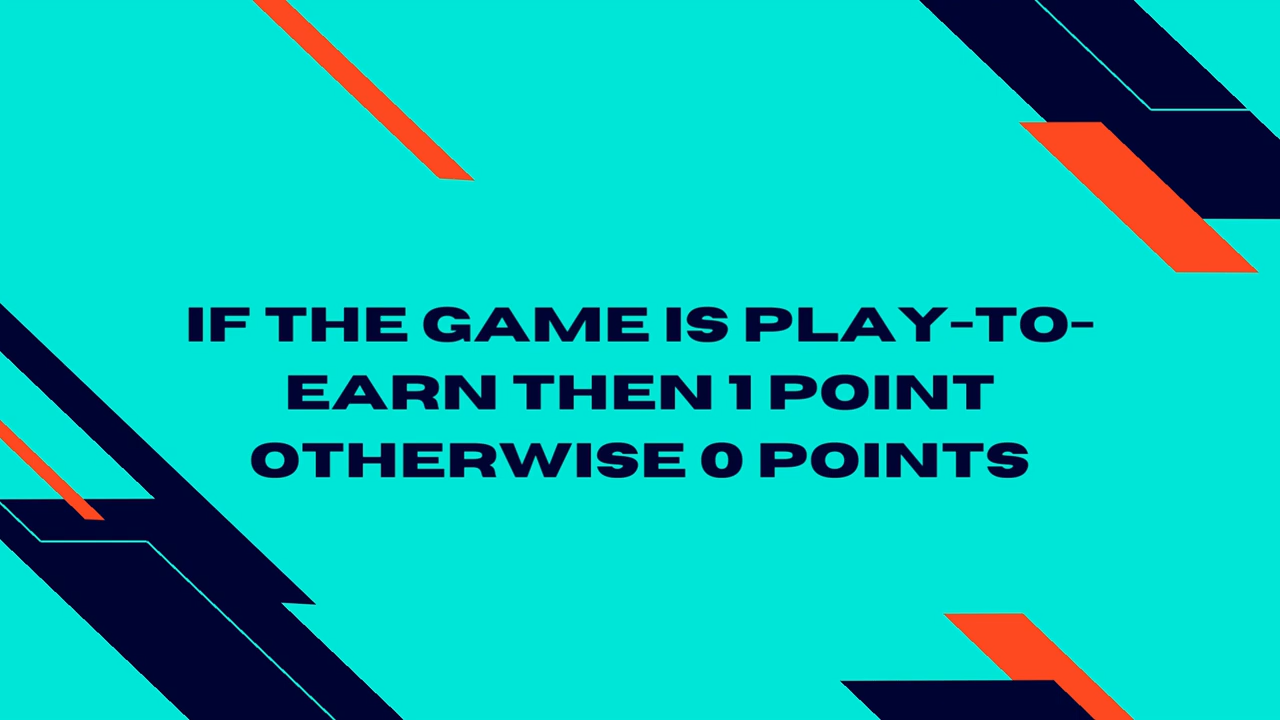 IF THE GAME IS PLAY-TO-
EARN THEN 1 POINT
OTHERWISE 0 POINTS